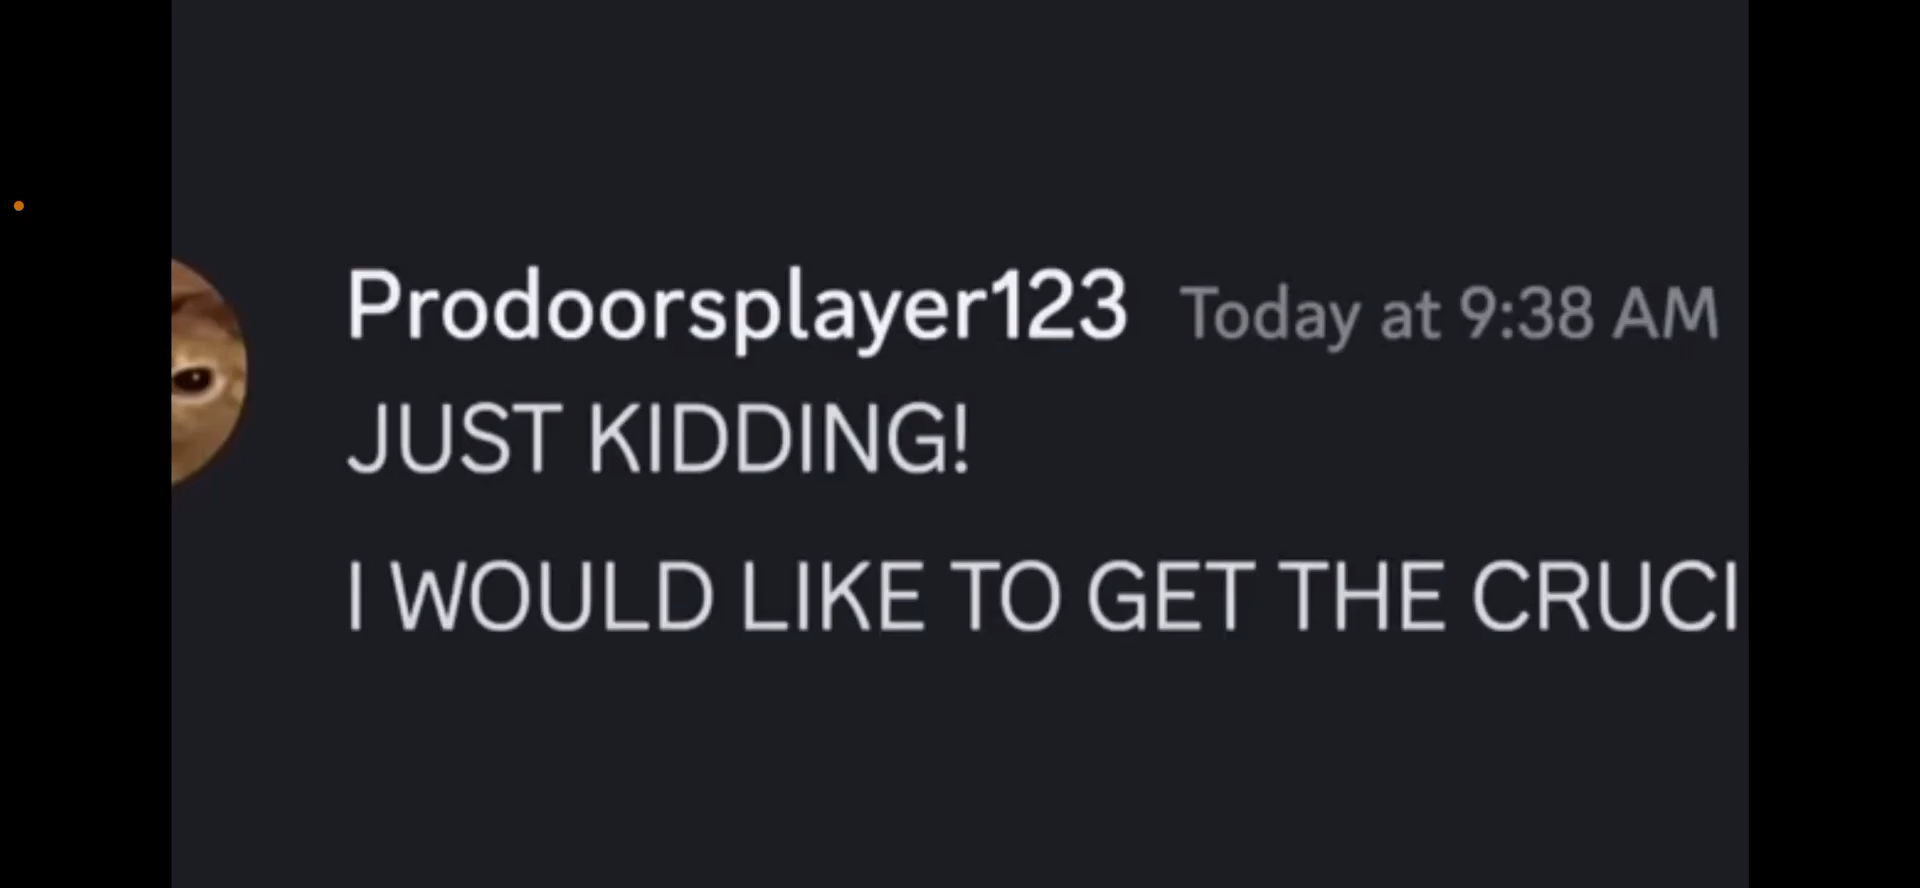 Prodoorsplayer123 Today at 9:38 AM
JUST KIDDING!
I WOULD LIKE TO GET THE CRUCI